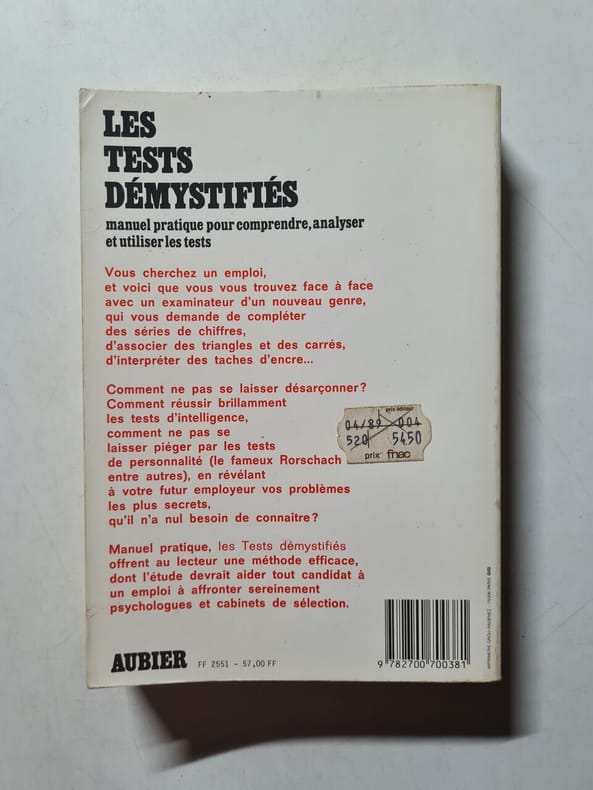 LES
TESTS
DÉMYSTIFIÉS
manuel pratique pour comprendre, analyser
et utiliser les tests
Vous cherchez un emploi,
et voici que vous vous trouvez face à face
avec un examinateur d'un nouveau genre,
qui vous demande de compléter
des séries de chiffres,
d'associer des triangles et des carrés,
d'interpréter des taches d'encre...
Comment ne pas se laisser désarçonner?
Comment réussir brillamment
les tests d'intelligence,
comment ne pas se
laisser piéger par les tests
de personnalité (le fameux Rorschach
entre autres), en révélant
à votre futur employeur vos problèmes
les plus secrets,
qu'il n'a nul besoin de connaître?
prix éditeur
04/89 004
520 54.50
prix fnac
Manuel pratique, les Tests démystifiés
offrent au lecteur une méthode efficace,
dont l'étude devrait aider tout candidat à
un emploi à affronter sereinement
psychologues et cabinets de sélection.
AUBIER FF 2551 - 57,00 FF
9 782700 700381